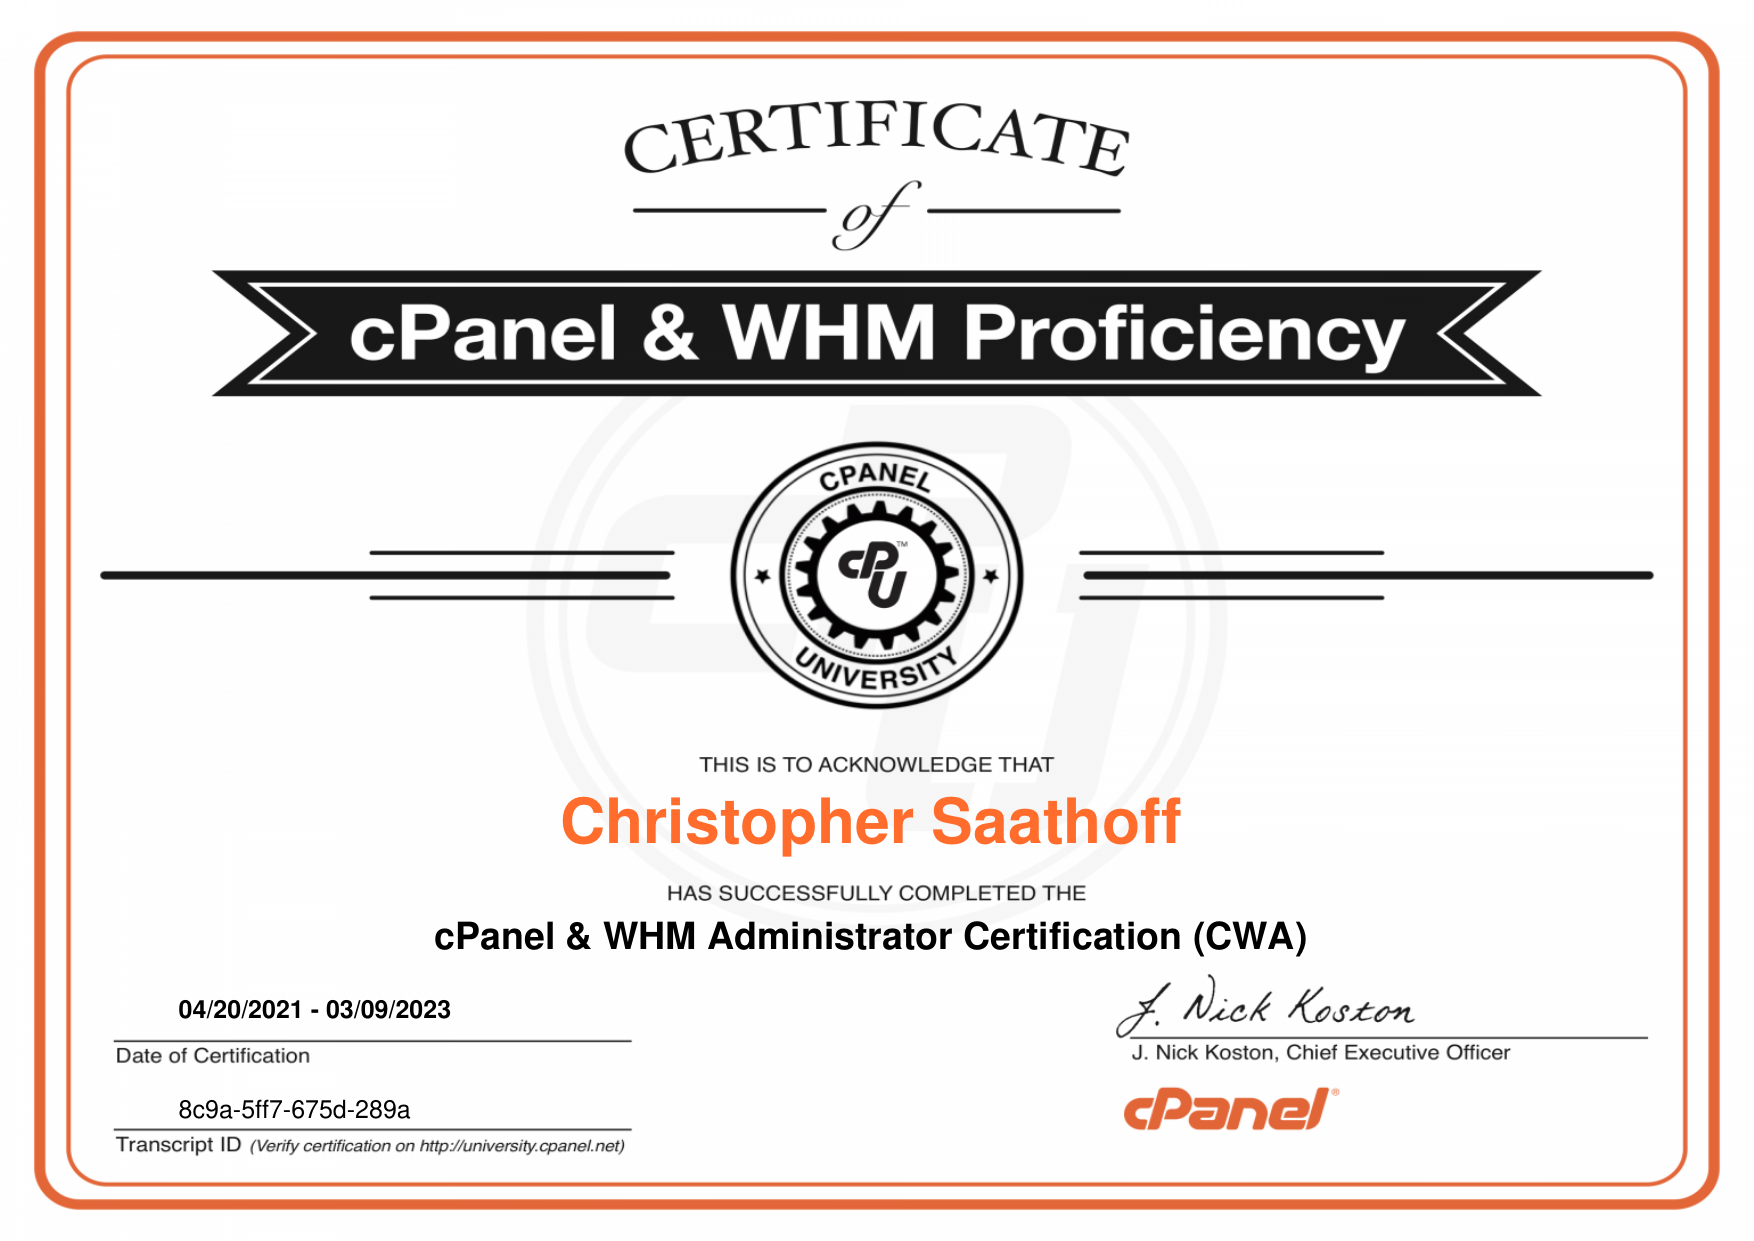 CERTIFICATE
of
cPanel & WHM Proficiency
CPANEL
cPU™
UNIVERSITY
THIS IS TO ACKNOWLEDGE THAT
Christopher Saathoff
HAS SUCCESSFULLY COMPLETED THE
cPanel & WHM Administrator Certification (CWA)
04/20/2021 - 03/09/2023
Date of Certification
8c9a-5ff7-675d-289a
Transcript ID (Verify certification on http://university.cpanel.net)
J. Nick Koston
J. Nick Koston, Chief Executive Officer
cPanel®